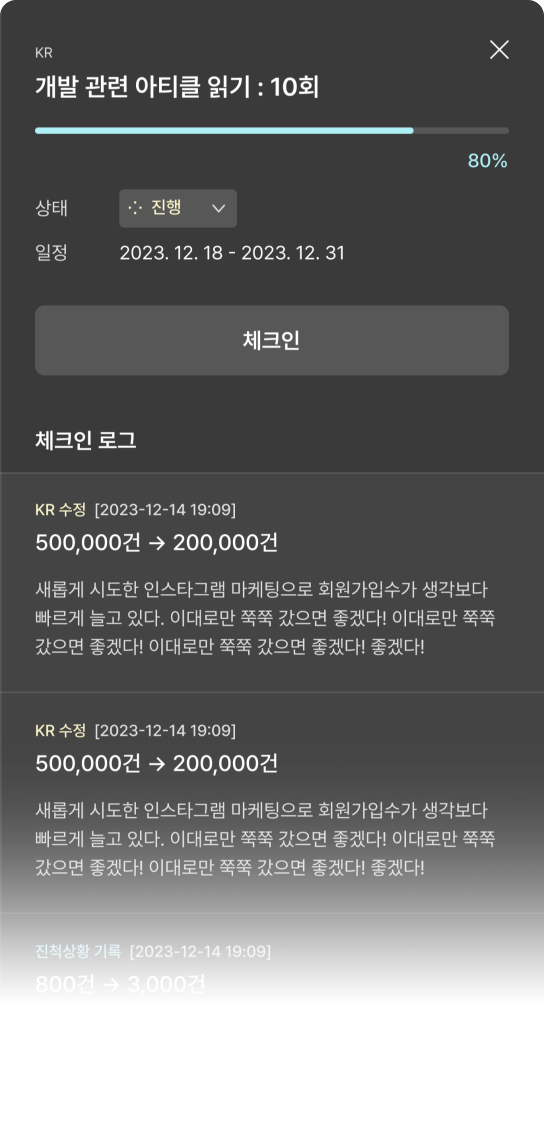 KR
개발 관련 아티클 읽기 : 10회
80%
상태 진행
일정 2023. 12. 18 - 2023. 12. 31
체크인
체크인 로그
KR 수정 [2023-12-14 19:09]
500,000건 → 200,000건
새롭게 시도한 인스타그램 마케팅으로 회원가입수가 생각보다
빠르게 늘고 있다. 이대로만 쭉쭉 갔으면 좋겠다! 이대로만 쭉쭉
갔으면 좋겠다! 이대로만 쭉쭉 갔으면 좋겠다! 좋겠다!
KR 수정 [2023-12-14 19:09]
500,000건 → 200,000건
새롭게 시도한 인스타그램 마케팅으로 회원가입수가 생각보다
빠르게 늘고 있다. 이대로만 쭉쭉 갔으면 좋겠다! 이대로만 쭉쭉
갔으면 좋겠다! 이대로만 쭉쭉 갔으면 좋겠다! 좋겠다!
진척상황 기록 [2023-12-14 19:09]
800건 → 3,000건